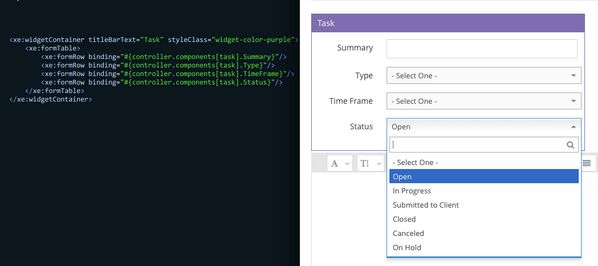 <xe:widgetContainer titleBarText="Task" styleClass="widget-color-purple">
<xe:formTable>
<xe:formRow binding="#{controller.components[task].Summary}"/>
<xe:formRow binding="#{controller.components[task].Type}"/>
<xe:formRow binding="#{controller.components[task].TimeFrame}"/>
<xe:formRow binding="#{controller.components[task].Status}"/>
</xe:formTable>
</xe:widgetContainer>
Task
Summary
Type - Select One -
Time Frame - Select One -
Status Open
A T
- Select One -
Open
In Progress
Submitted to Client
Closed
Canceled
On Hold